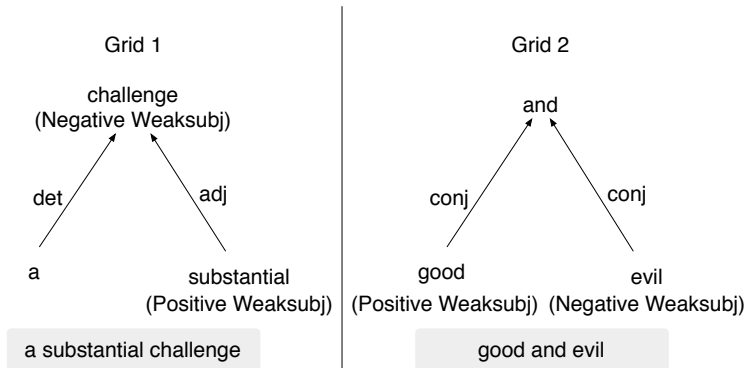 Grid 1
challenge
(Negative Weaksubj)
det
adj
a
substantial
(Positive Weaksubj)
a substantial challenge
Grid 2
and
conj
conj
good
(Positive Weaksubj)
evil
(Negative Weaksubj)
good and evil